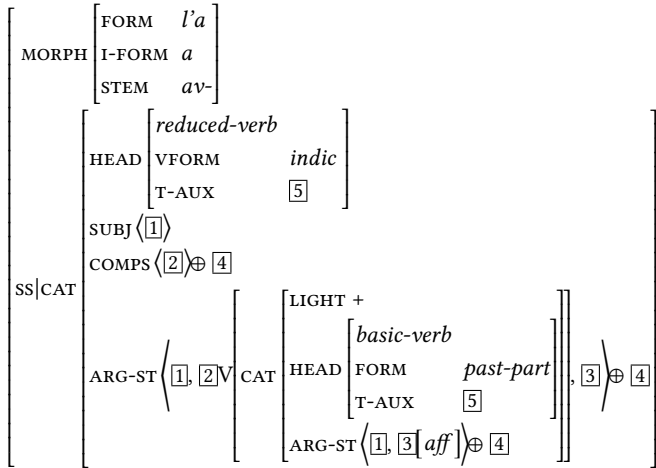 FORM l’a
MORPH I-FORM a
STEM av-
reduced-verb
HEAD VFORM indic
T-AUX 5
SUBJ ⟨1⟩
COMPS ⟨2⟩⊕ 4
SS|CAT
LIGHT +
basic-verb
ARG-ST ⟨1, 2V CAT HEAD FORM past-part , 3⟩⊕ 4
T-AUX 5
ARG-ST ⟨1, 3[aff]⟩⊕ 4